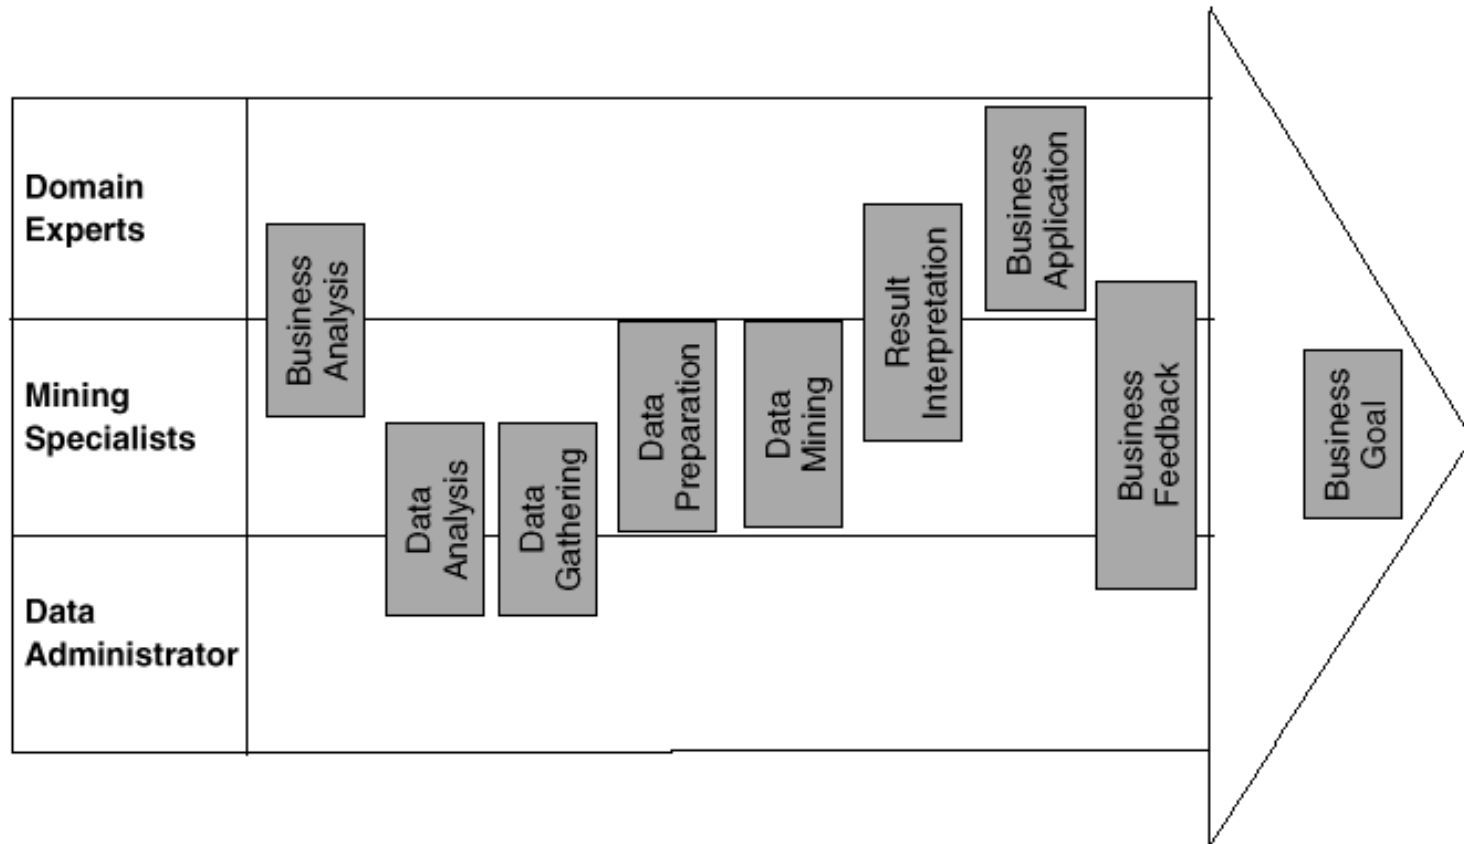 Domain
Experts
Mining
Specialists
Data
Administrator
Business
Analysis
Data
Analysis
Data
Gathering
Data
Preparation
Data
Mining
Result
Interpretation
Business
Application
Business
Feedback
Business
Goal